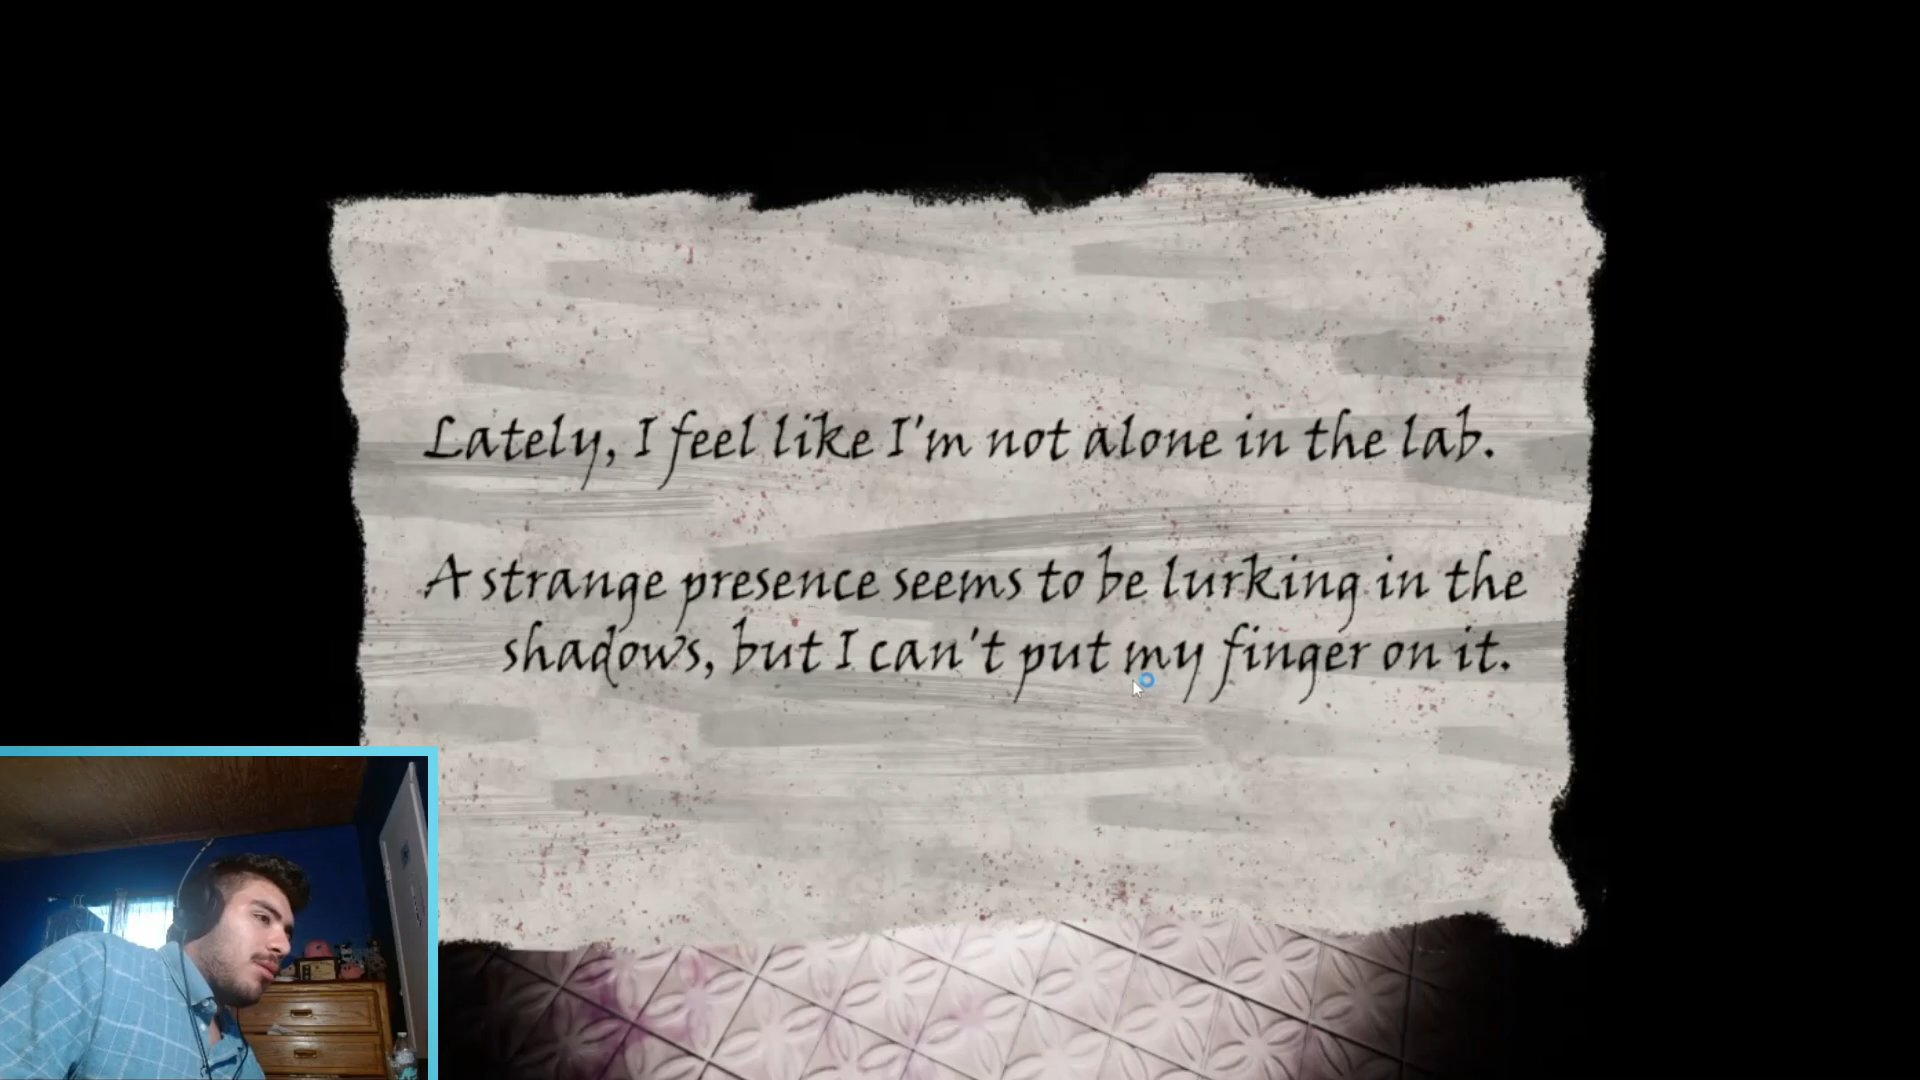 Lately, I feel like I'm not alone in the lab.
A strange presence seems to be lurking in the
shadows, but I can't put my finger on it.